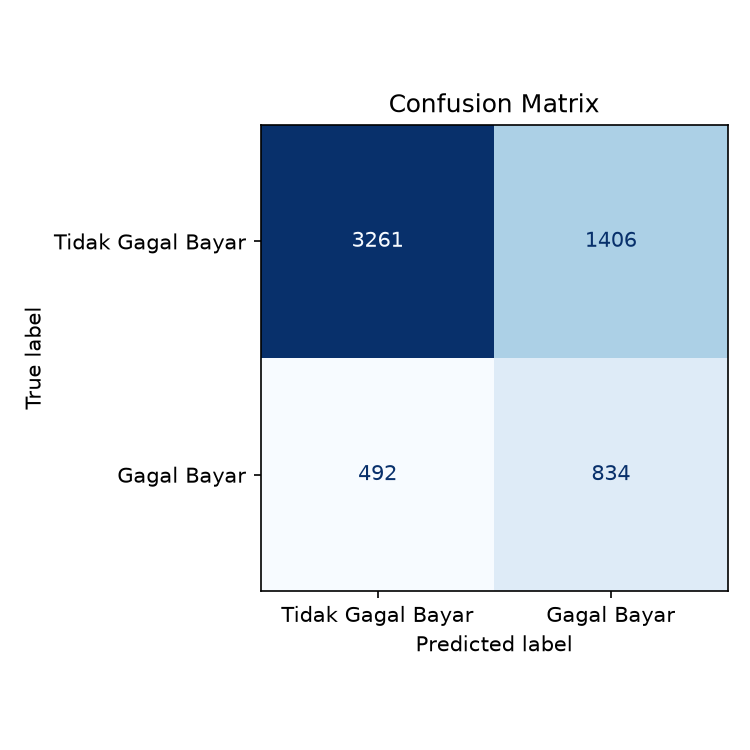 Confusion Matrix
Tidak Gagal Bayar
3261
1406
True label
Gagal Bayar
492
834
Tidak Gagal Bayar
Gagal Bayar
Predicted label